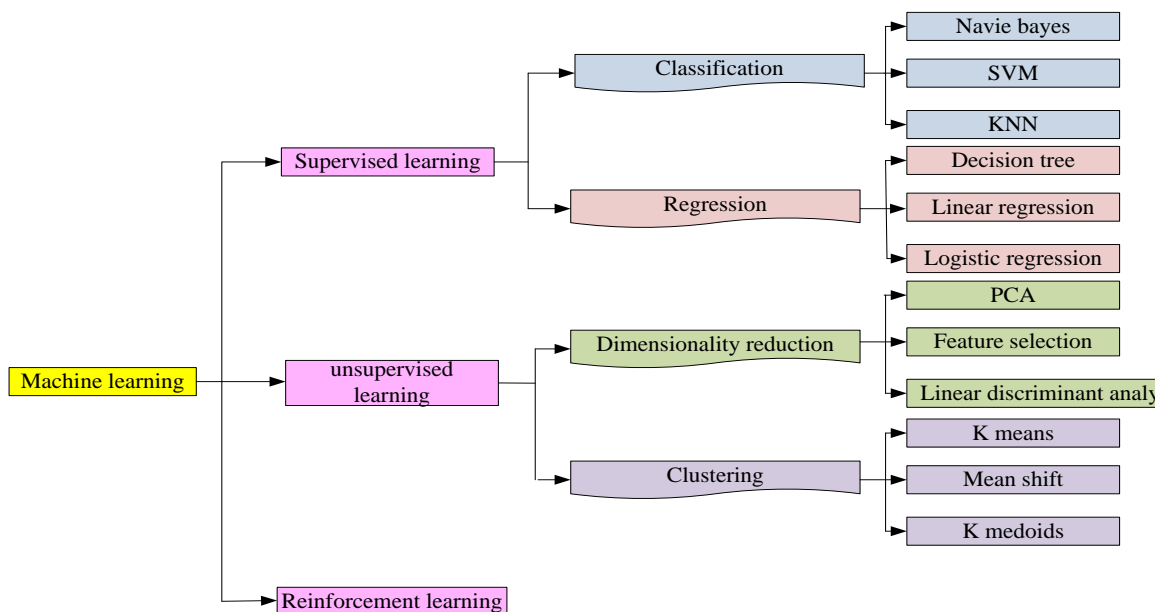 Navie bayes
Classification
SVM
KNN
Supervised learning
Decision tree
Regression
Linear regression
Logistic regression
PCA
Dimensionality reduction
Feature selection
Machine learning
unsupervised
learning
Linear discriminant analy
K means
Clustering
Mean shift
K medoids
Reinforcement learning